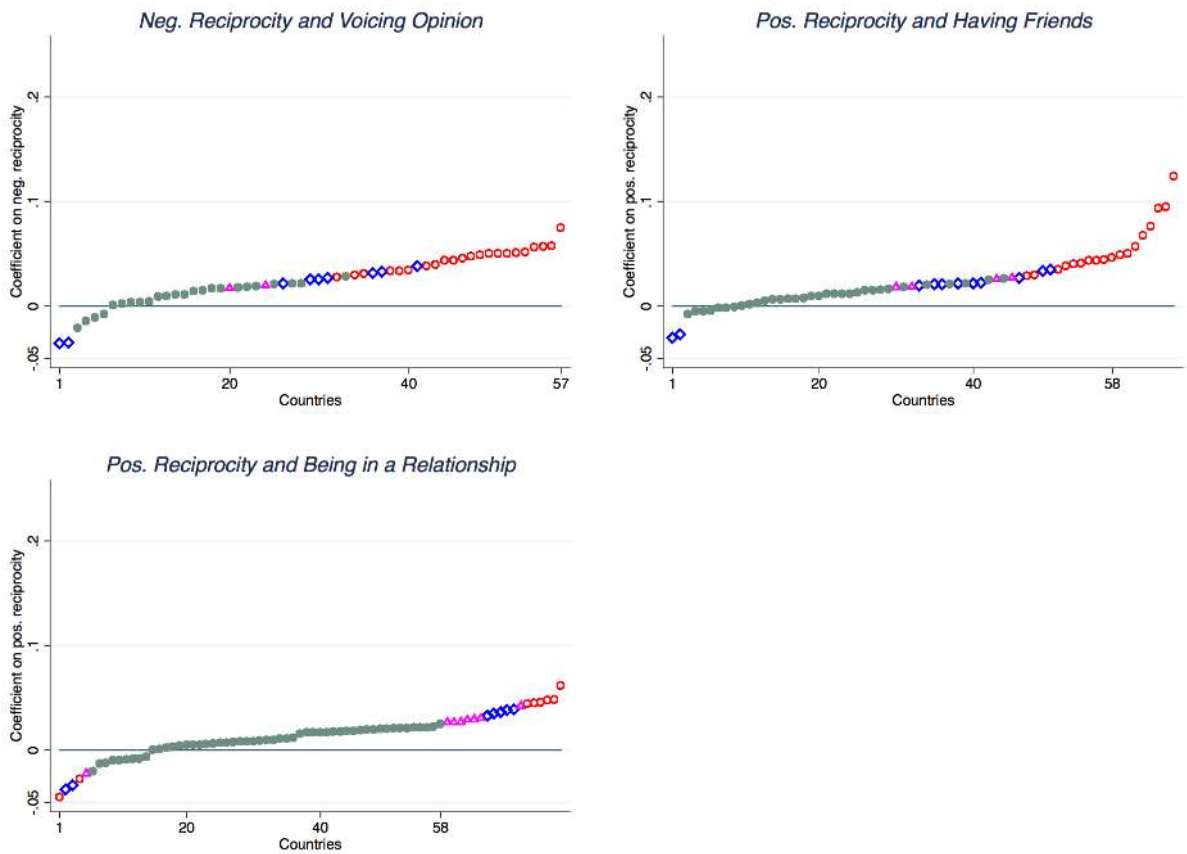 Neg. Reciprocity and Voicing Opinion
Coefficient on neg. reciprocity
.2
.1
0
-.05
1
20
40
57
Countries
Pos. Reciprocity and Having Friends
Coefficient on pos. reciprocity
.2
.1
0
-.05
1
20
40
58
Countries
Pos. Reciprocity and Being in a Relationship
Coefficient on pos. reciprocity
.2
.1
0
-.05
1
20
40
58
Countries